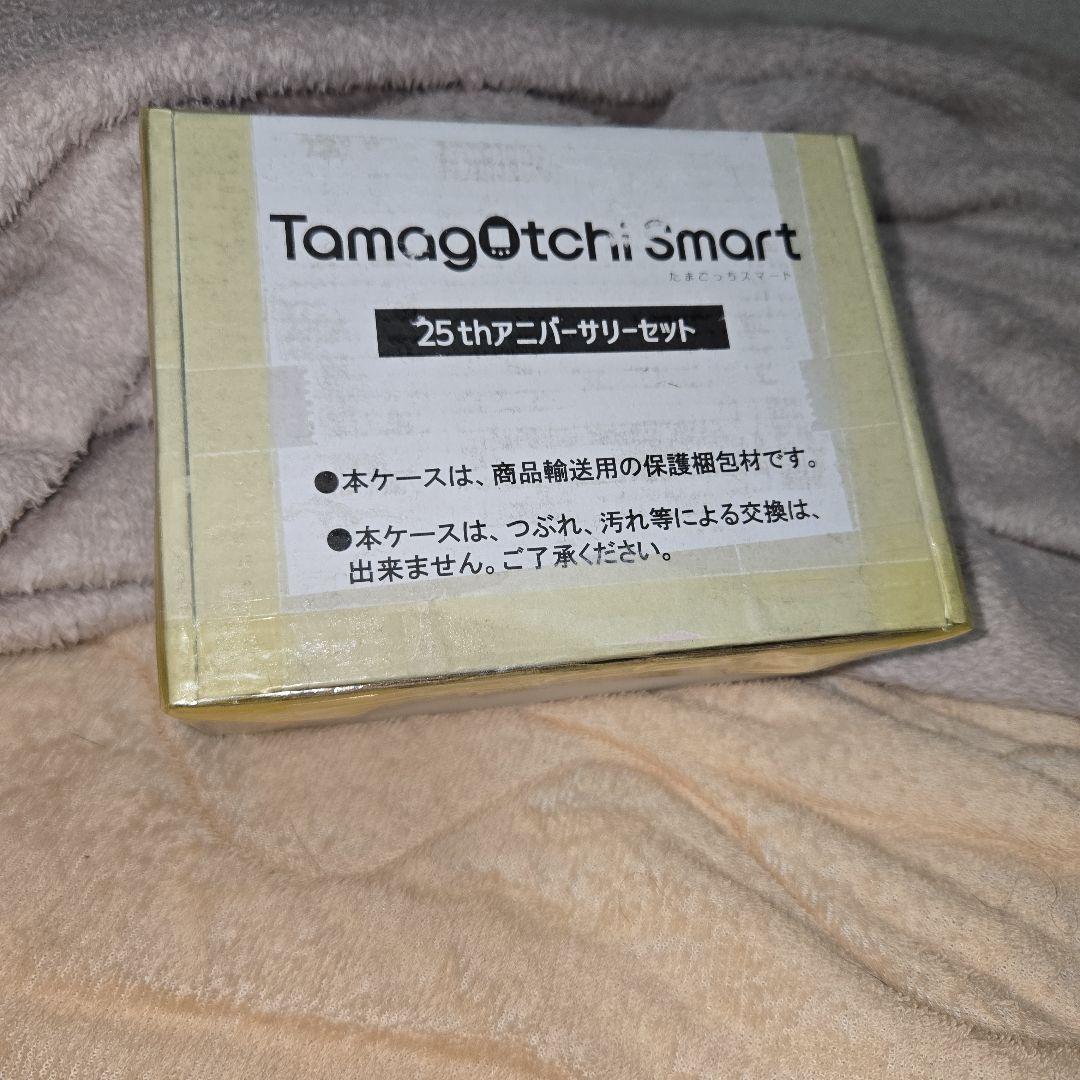 Tamagotchi Smart
たまごっちスマート
25thアニバーサリーセット
●本ケースは、商品輸送用の保護梱包材です。
●本ケースは、つぶれ、汚れ等による交換は、
出来ません。ご了承ください。